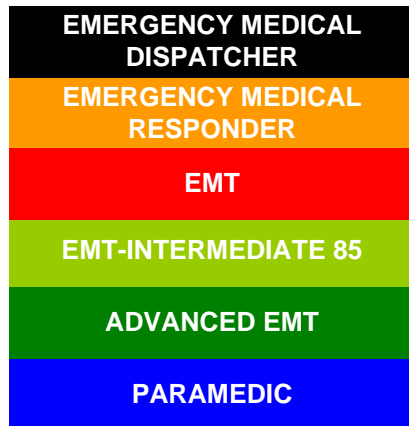 EMERGENCY MEDICAL
DISPATCHER
EMERGENCY MEDICAL
RESPONDER
EMT
EMT-INTERMEDIATE 85
ADVANCED EMT
PARAMEDIC